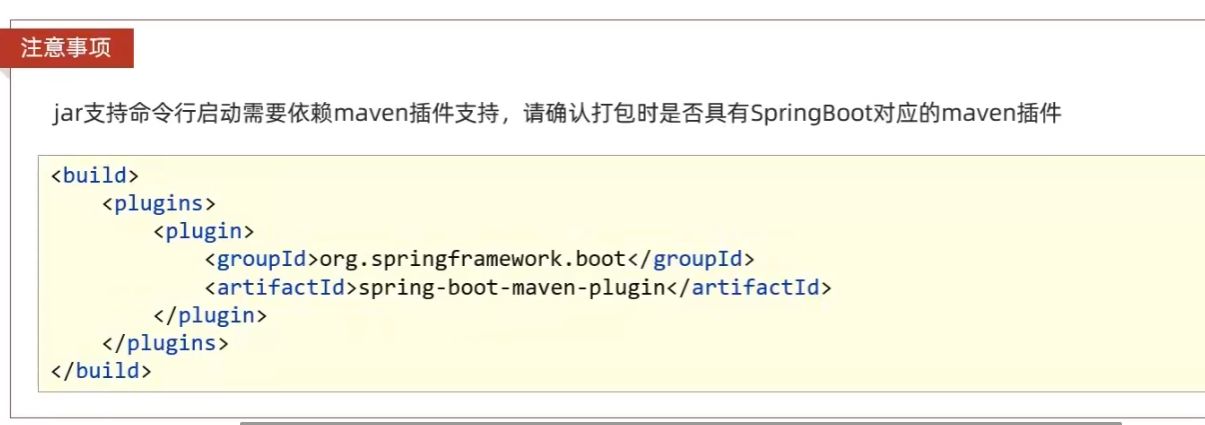 注意事项
jar支持命令行启动需要依赖maven插件支持，请确认打包时是否具有SpringBoot对应的maven插件
<build>
    <plugins>
        <plugin>
            <groupId>org.springframework.boot</groupId>
            <artifactId>spring-boot-maven-plugin</artifactId>
        </plugin>
    </plugins>
</build>